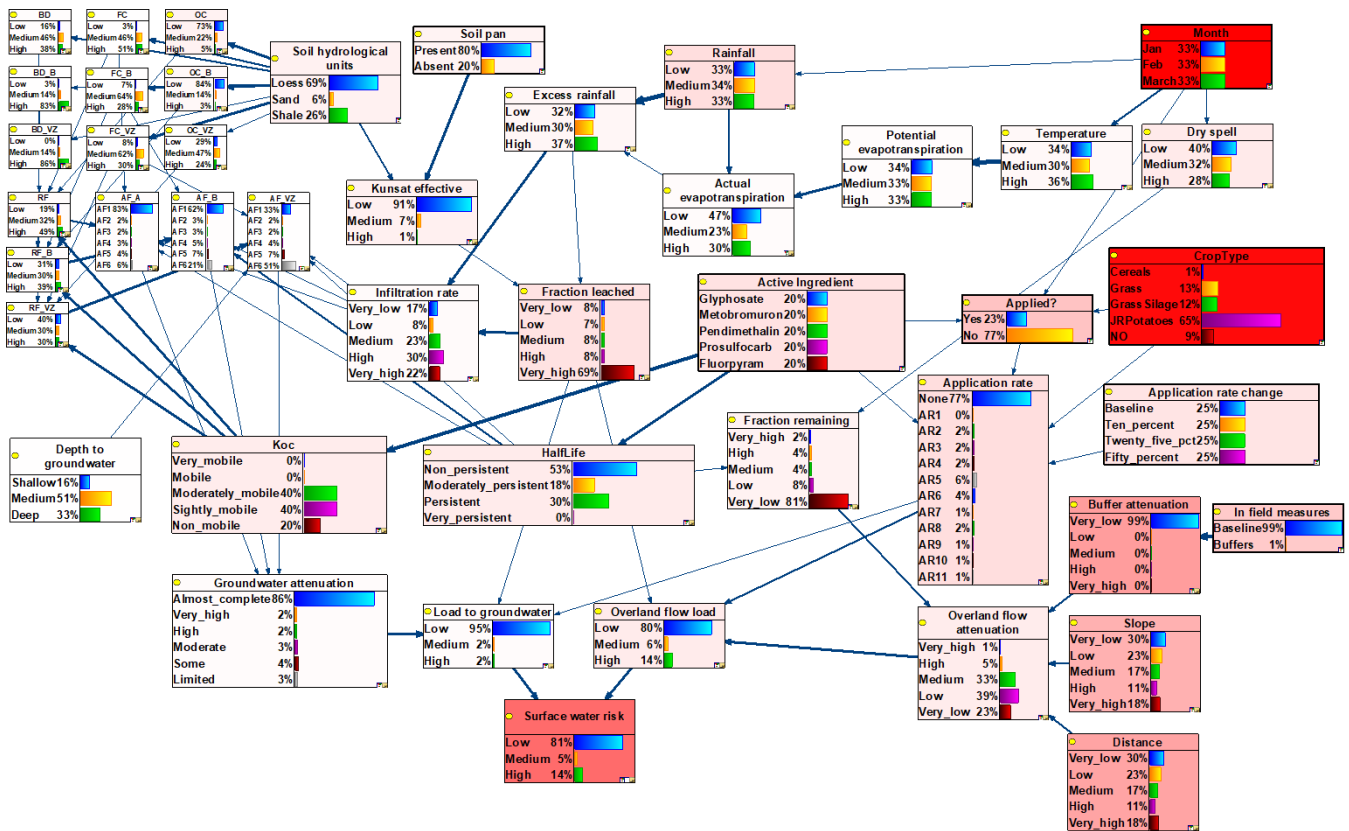 BD
Low 16%
Medium 46%
High 38%
FC
Low 3%
Medium 46%
High 51%
OC
Low 73%
Medium 22%
High 5%
BD_B
Low 3%
Medium 14%
High 83%
FC_B
Low 7%
Medium 64%
High 28%
OC_B
Low 84%
Medium 14%
High 3%
BD_VZ
Low 0%
Medium 14%
High 86%
FC_VZ
Low 8%
Medium 62%
High 30%
OC_VZ
Low 29%
Medium 47%
High 24%
RF
Low 19%
Medium 32%
High 49%
AF_A
AF1 83%
AF2 2%
AF3 2%
AF4 3%
AF5 4%
AF6 6%
AF_B
AF1 62%
AF2 3%
AF3 3%
AF4 5%
AF5 7%
AF6 21%
AF_VZ
AF1 33%
AF2 2%
AF3 2%
AF4 4%
AF5 7%
AF6 51%
RF_B
Low 31%
Medium 30%
High 39%
RF_VZ
Low 40%
Medium 30%
High 30%
Soil hydrological
units
Loess 69%
Sand 6%
Shale 26%
Soil pan
Present 80%
Absent 20%
Rainfall
Low 33%
Medium 34%
High 33%
Month
Jan 33%
Feb 33%
March 33%
Excess rainfall
Low 32%
Medium 30%
High 37%
Potential
evapotranspiration
Low 34%
Medium 33%
High 33%
Temperature
Low 34%
Medium 30%
High 36%
Dry spell
Low 40%
Medium 32%
High 28%
Kunsat effective
Low 91%
Medium 7%
High 1%
Actual
evapotranspiration
Low 47%
Medium 23%
High 30%
Infiltration rate
Very_low 17%
Low 8%
Medium 23%
High 30%
Very_high 22%
Fraction leached
Very_low 8%
Low 7%
Medium 8%
High 8%
Very_high 69%
Active Ingredient
Glyphosate 20%
Metobromuron 20%
Pendimethalin 20%
Prosulfocarb 20%
Fluorpyram 20%
Applied?
Yes 23%
No 77%
CropType
Cereals 1%
Grass 13%
Grass Silage 12%
JRPotatoes 65%
NO 9%
Application rate
None 77%
AR1 0%
AR2 2%
AR3 2%
AR4 2%
AR5 6%
AR6 4%
AR7 1%
AR8 2%
AR9 1%
AR10 1%
AR11 1%
Application rate change
Baseline 25%
Ten_percent 25%
Twenty_five_pct 25%
Fifty_percent 25%
Depth to
groundwater
Shallow 16%
Medium 51%
Deep 33%
Koc
Very_mobile 0%
Mobile 0%
Moderately_mobile 40%
Sightly_mobile 40%
Non_mobile 20%
HalfLife
Non_persistent 53%
Moderately_persistent 18%
Persistent 30%
Very_persistent 0%
Fraction remaining
Very_high 2%
High 4%
Medium 4%
Low 8%
Very_low 81%
Buffer attenuation
Very_low 99%
Low 0%
Medium 0%
High 0%
Very_high 0%
In field measures
Baseline 99%
Buffers 1%
Groundwater attenuation
Almost_complete 86%
Very_high 2%
High 2%
Moderate 3%
Some 4%
Limited 3%
Load to groundwater
Low 95%
Medium 2%
High 2%
Overland flow load
Low 80%
Medium 6%
High 14%
Overland flow
attenuation
Very_high 1%
High 5%
Medium 33%
Low 39%
Very_low 23%
Slope
Very_low 30%
Low 23%
Medium 17%
High 11%
Very_high 18%
Surface water risk
Low 81%
Medium 5%
High 14%
Distance
Very_low 30%
Low 23%
Medium 17%
High 11%
Very_high 18%